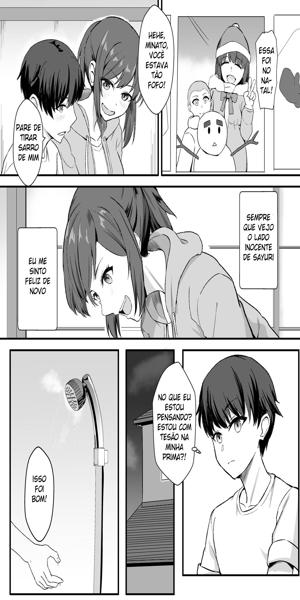 ESSA
FOI
NO
NA-
TAL!
HEHE,
MINATO,
VOCÊ
ESTAVA
TÃO
FOFO!
PARE DE
TIRAR
SARRO
DE MIM
SEMPRE
QUE VEJO
O LADO
INOCENTE
DE SAYURI
EU ME
SINTO
FELIZ DE
NOVO
NO QUE EU
ESTOU
PENSANDO?
ESTOU COM
TESÃO NA
MINHA
PRIMA?!
ISSO
FOI
BOM!